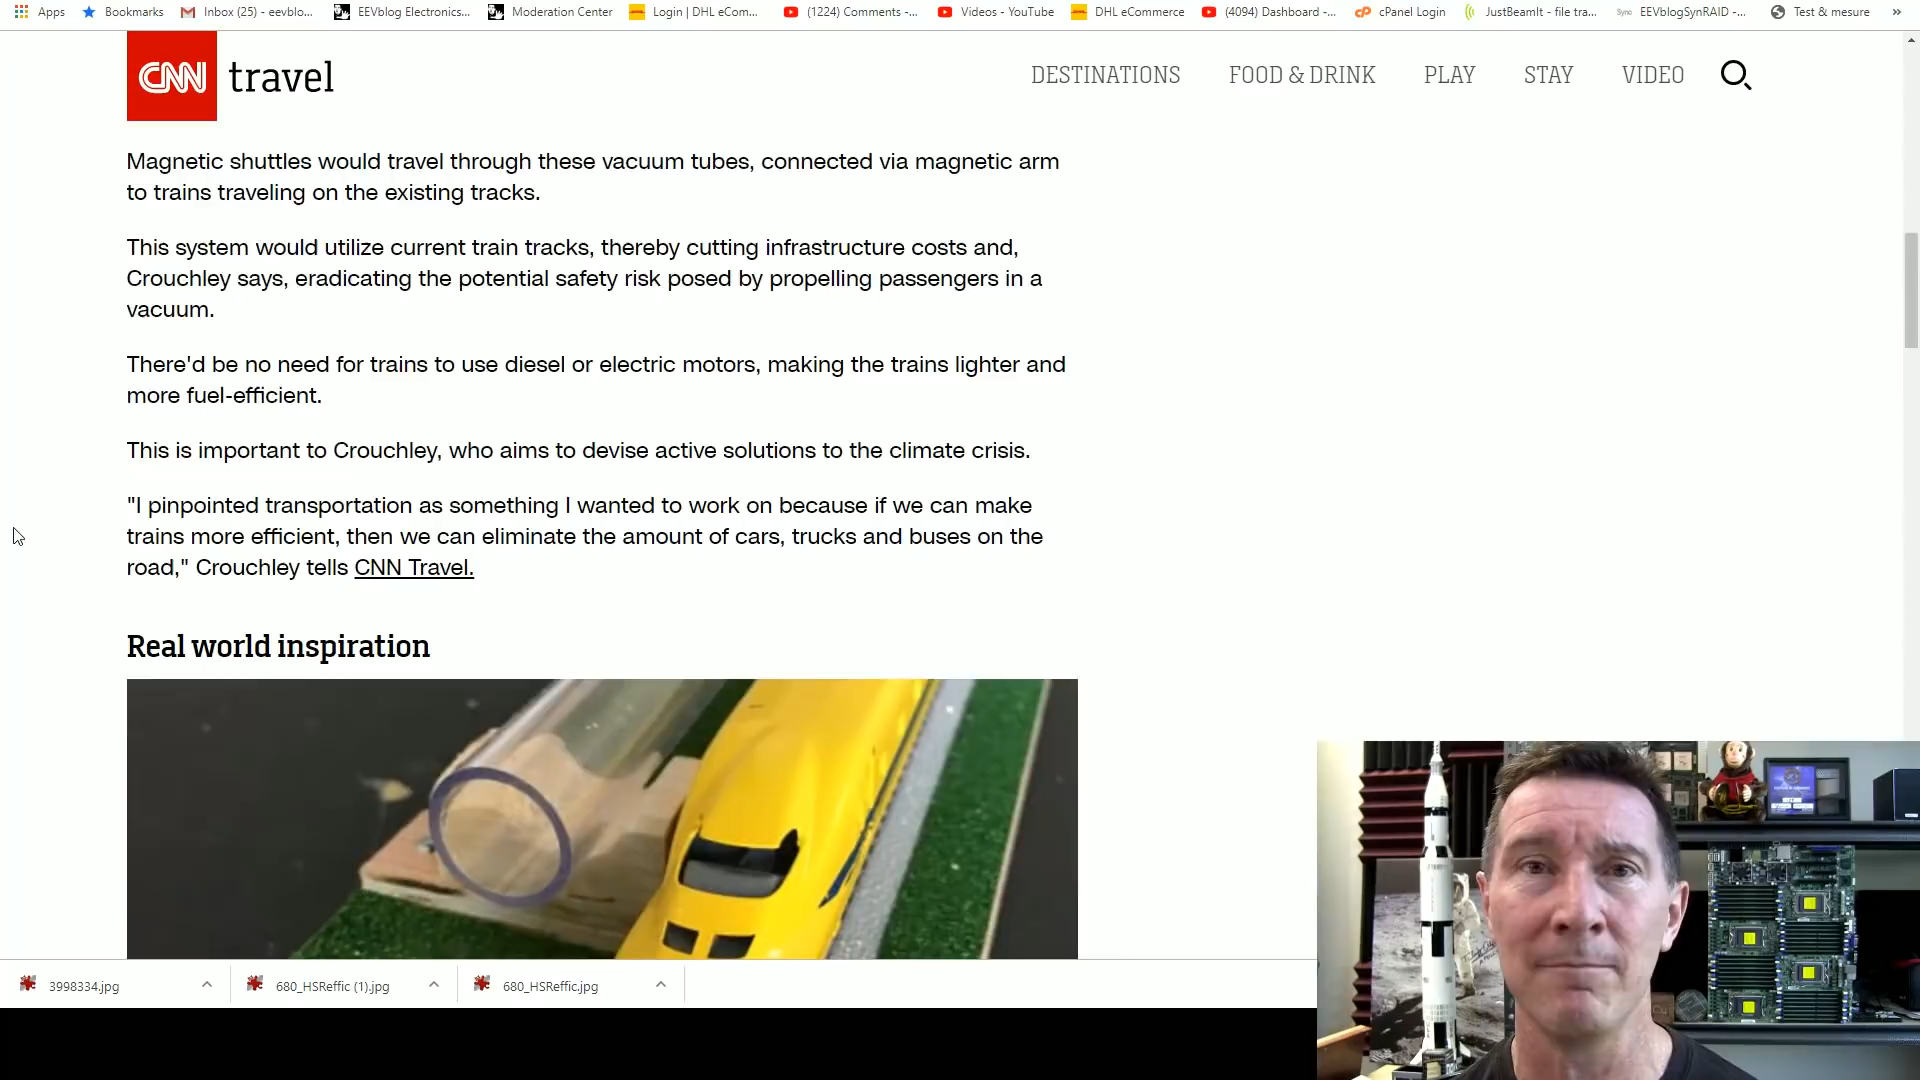 Apps Bookmarks Inbox (25) - eevblo... EEVblog Electronics... Moderation Center Login | DHL eCom... (1224) Comments -... Videos - YouTube DHL eCommerce (4094) Dashboard -... cPanel Login JustBeamIt - file tra... Syno EEVblogSynRAID -... Test & mesure »
CNN travel DESTINATIONS FOOD & DRINK PLAY STAY VIDEO
Magnetic shuttles would travel through these vacuum tubes, connected via magnetic arm
to trains traveling on the existing tracks.
This system would utilize current train tracks, thereby cutting infrastructure costs and,
Crouchley says, eradicating the potential safety risk posed by propelling passengers in a
vacuum.
There'd be no need for trains to use diesel or electric motors, making the trains lighter and
more fuel-efficient.
This is important to Crouchley, who aims to devise active solutions to the climate crisis.
"I pinpointed transportation as something I wanted to work on because if we can make
trains more efficient, then we can eliminate the amount of cars, trucks and buses on the
road," Crouchley tells CNN Travel.
Real world inspiration
3998334.jpg 680_HSReffic (1).jpg 680_HSReffic.jpg